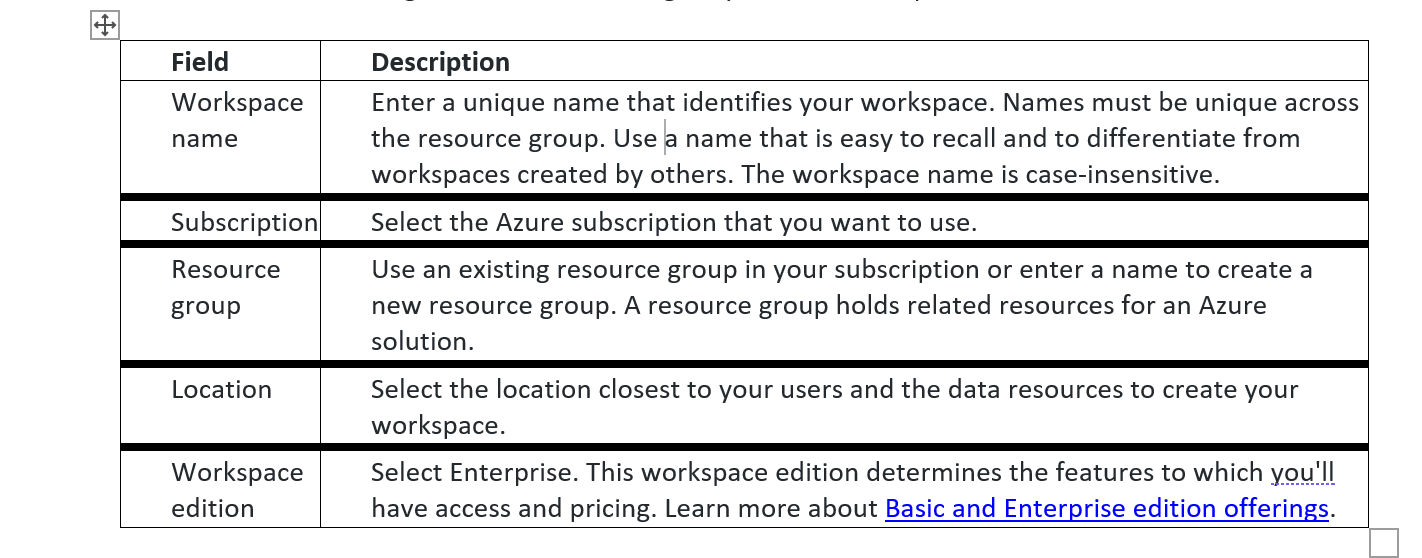 Field Description
Workspace name Enter a unique name that identifies your workspace. Names must be unique across
the resource group. Use a name that is easy to recall and to differentiate from
workspaces created by others. The workspace name is case-insensitive.
Subscription Select the Azure subscription that you want to use.
Resource group Use an existing resource group in your subscription or enter a name to create a
new resource group. A resource group holds related resources for an Azure
solution.
Location Select the location closest to your users and the data resources to create your
workspace.
Workspace edition Select Enterprise. This workspace edition determines the features to which you'll
have access and pricing. Learn more about Basic and Enterprise edition offerings.